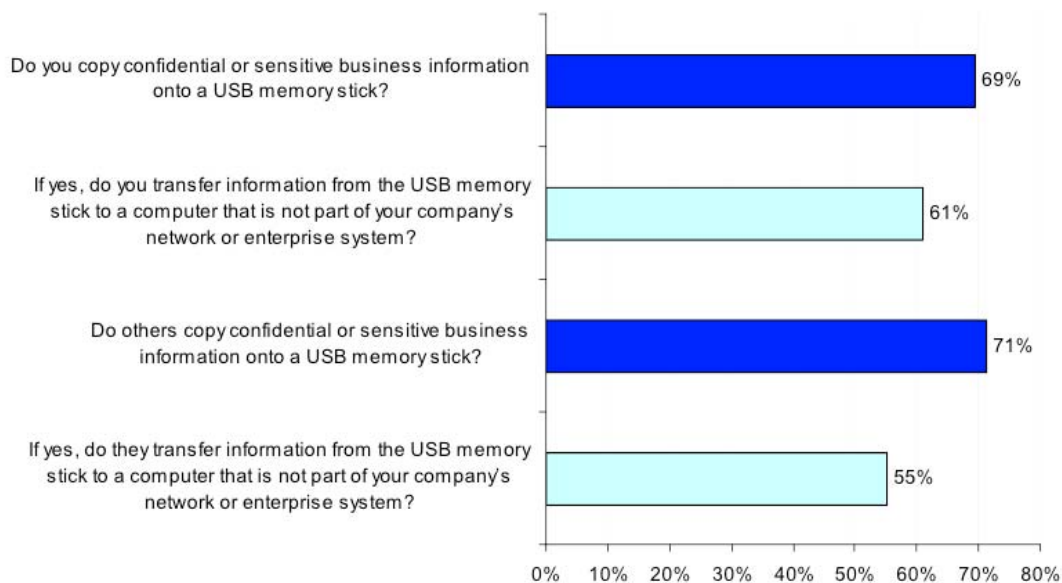 Do you copy confidential or sensitive business information
onto a USB memory stick?
69%
If yes, do you transfer information from the USB memory
stick to a computer that is not part of your company's
network or enterprise system?
61%
Do others copy confidential or sensitive business
information onto a USB memory stick?
71%
If yes, do they transfer information from the USB memory
stick to a computer that is not part of your company's
network or enterprise system?
55%
0% 10% 20% 30% 40% 50% 60% 70% 80%